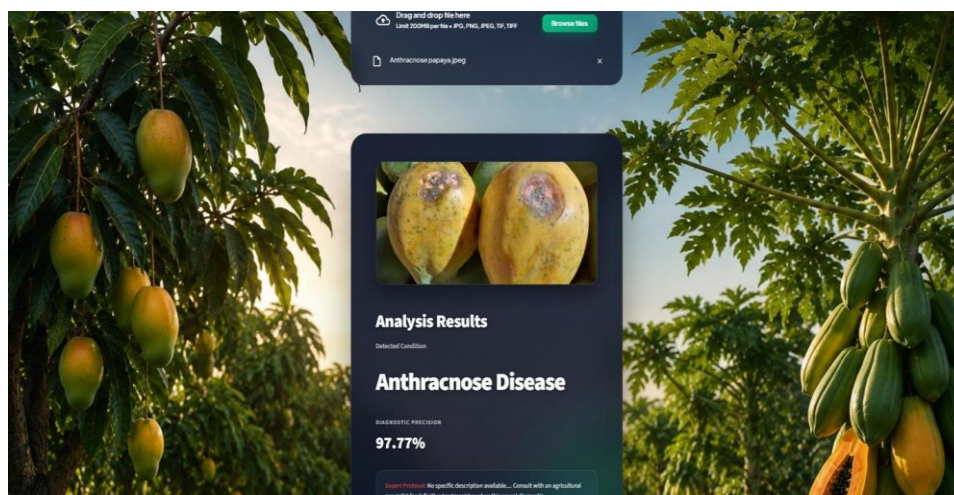 Drag and drop file here
Limit 200MB per file • JPG, PNG, JPEG, TIF, TIFF
Browse files
Anthracnose papaya.jpeg
×
Analysis Results
Detected Condition
Anthracnose Disease
DIAGNOSTIC PRECISION
97.77%
Expert Protocol: No specific description available.... Consult with an agricultural